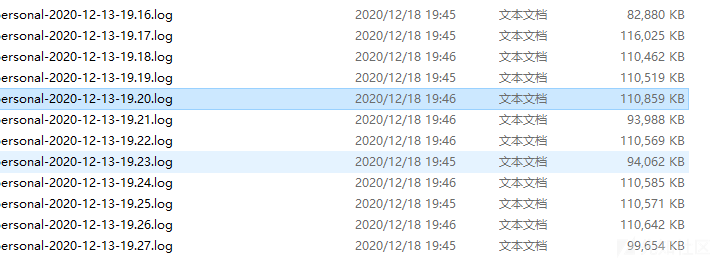 ersonal-2020-12-13-19.16.log 2020/12/18 19:45 文本文档 82,880 KB
ersonal-2020-12-13-19.17.log 2020/12/18 19:45 文本文档 116,025 KB
ersonal-2020-12-13-19.18.log 2020/12/18 19:46 文本文档 110,462 KB
ersonal-2020-12-13-19.19.log 2020/12/18 19:45 文本文档 110,519 KB
ersonal-2020-12-13-19.20.log 2020/12/18 19:46 文本文档 110,859 KB
ersonal-2020-12-13-19.21.log 2020/12/18 19:46 文本文档 93,988 KB
ersonal-2020-12-13-19.22.log 2020/12/18 19:46 文本文档 110,569 KB
ersonal-2020-12-13-19.23.log 2020/12/18 19:45 文本文档 94,062 KB
ersonal-2020-12-13-19.24.log 2020/12/18 19:46 文本文档 110,585 KB
ersonal-2020-12-13-19.25.log 2020/12/18 19:45 文本文档 110,571 KB
ersonal-2020-12-13-19.26.log 2020/12/18 19:46 文本文档 110,642 KB
ersonal-2020-12-13-19.27.log 2020/12/18 19:45 文本文档 99,654 KB